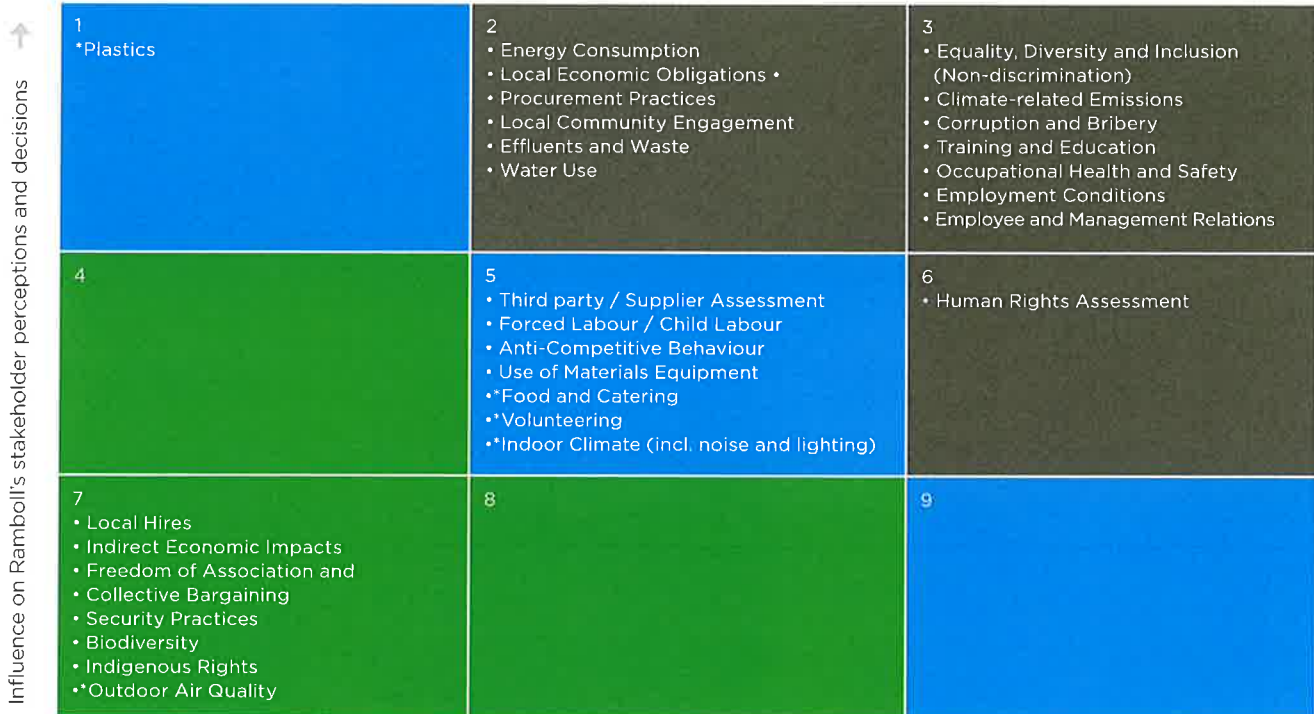 Influence on Ramboll's stakeholder perceptions and decisions
1
*Plastics
2
• Energy Consumption
• Local Economic Obligations •
• Procurement Practices
• Local Community Engagement
• Effluents and Waste
• Water Use
3
• Equality, Diversity and Inclusion
(Non-discrimination)
• Climate-related Emissions
• Corruption and Bribery
• Training and Education
• Occupational Health and Safety
• Employment Conditions
• Employee and Management Relations
4
5
• Third party / Supplier Assessment
• Forced Labour / Child Labour
• Anti-Competitive Behaviour
• Use of Materials Equipment
•*Food and Catering
•*Volunteering
•*Indoor Climate (incl. noise and lighting)
6
• Human Rights Assessment
7
• Local Hires
• Indirect Economic Impacts
• Freedom of Association and
• Collective Bargaining
• Security Practices
• Biodiversity
• Indigenous Rights
•*Outdoor Air Quality
8
9